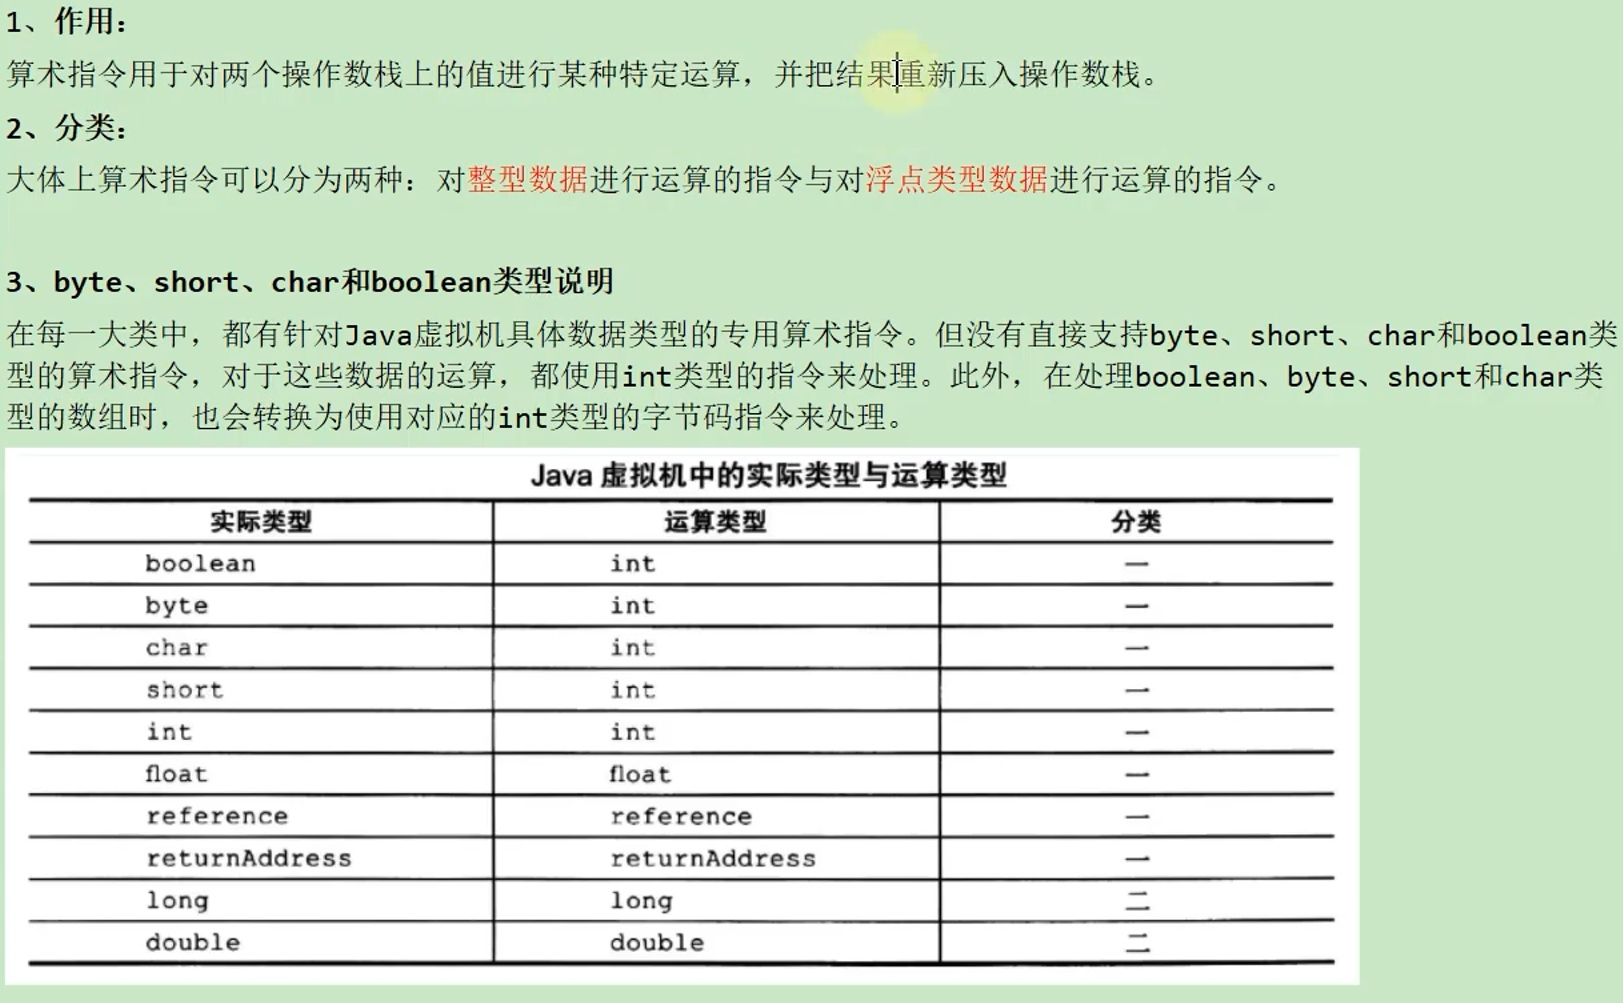 1、作用：
算术指令用于对两个操作数栈上的值进行某种特定运算，并把结果重新压入操作数栈。
2、分类：
大体上算术指令可以分为两种：对整型数据进行运算的指令与对浮点类型数据进行运算的指令。
3、byte、short、char和boolean类型说明
在每一大类中，都有针对Java虚拟机具体数据类型的专用算术指令。但没有直接支持byte、short、char和boolean类
型的算术指令，对于这些数据的运算，都使用int类型的指令来处理。此外，在处理boolean、byte、short和char类
型的数组时，也会转换为使用对应的int类型的字节码指令来处理。
Java 虚拟机中的实际类型与运算类型
实际类型 运算类型 分类
boolean int 一
byte int 一
char int 一
short int 一
int int 一
float float 一
reference reference 一
returnAddress returnAddress 一
long long 二
double double 二